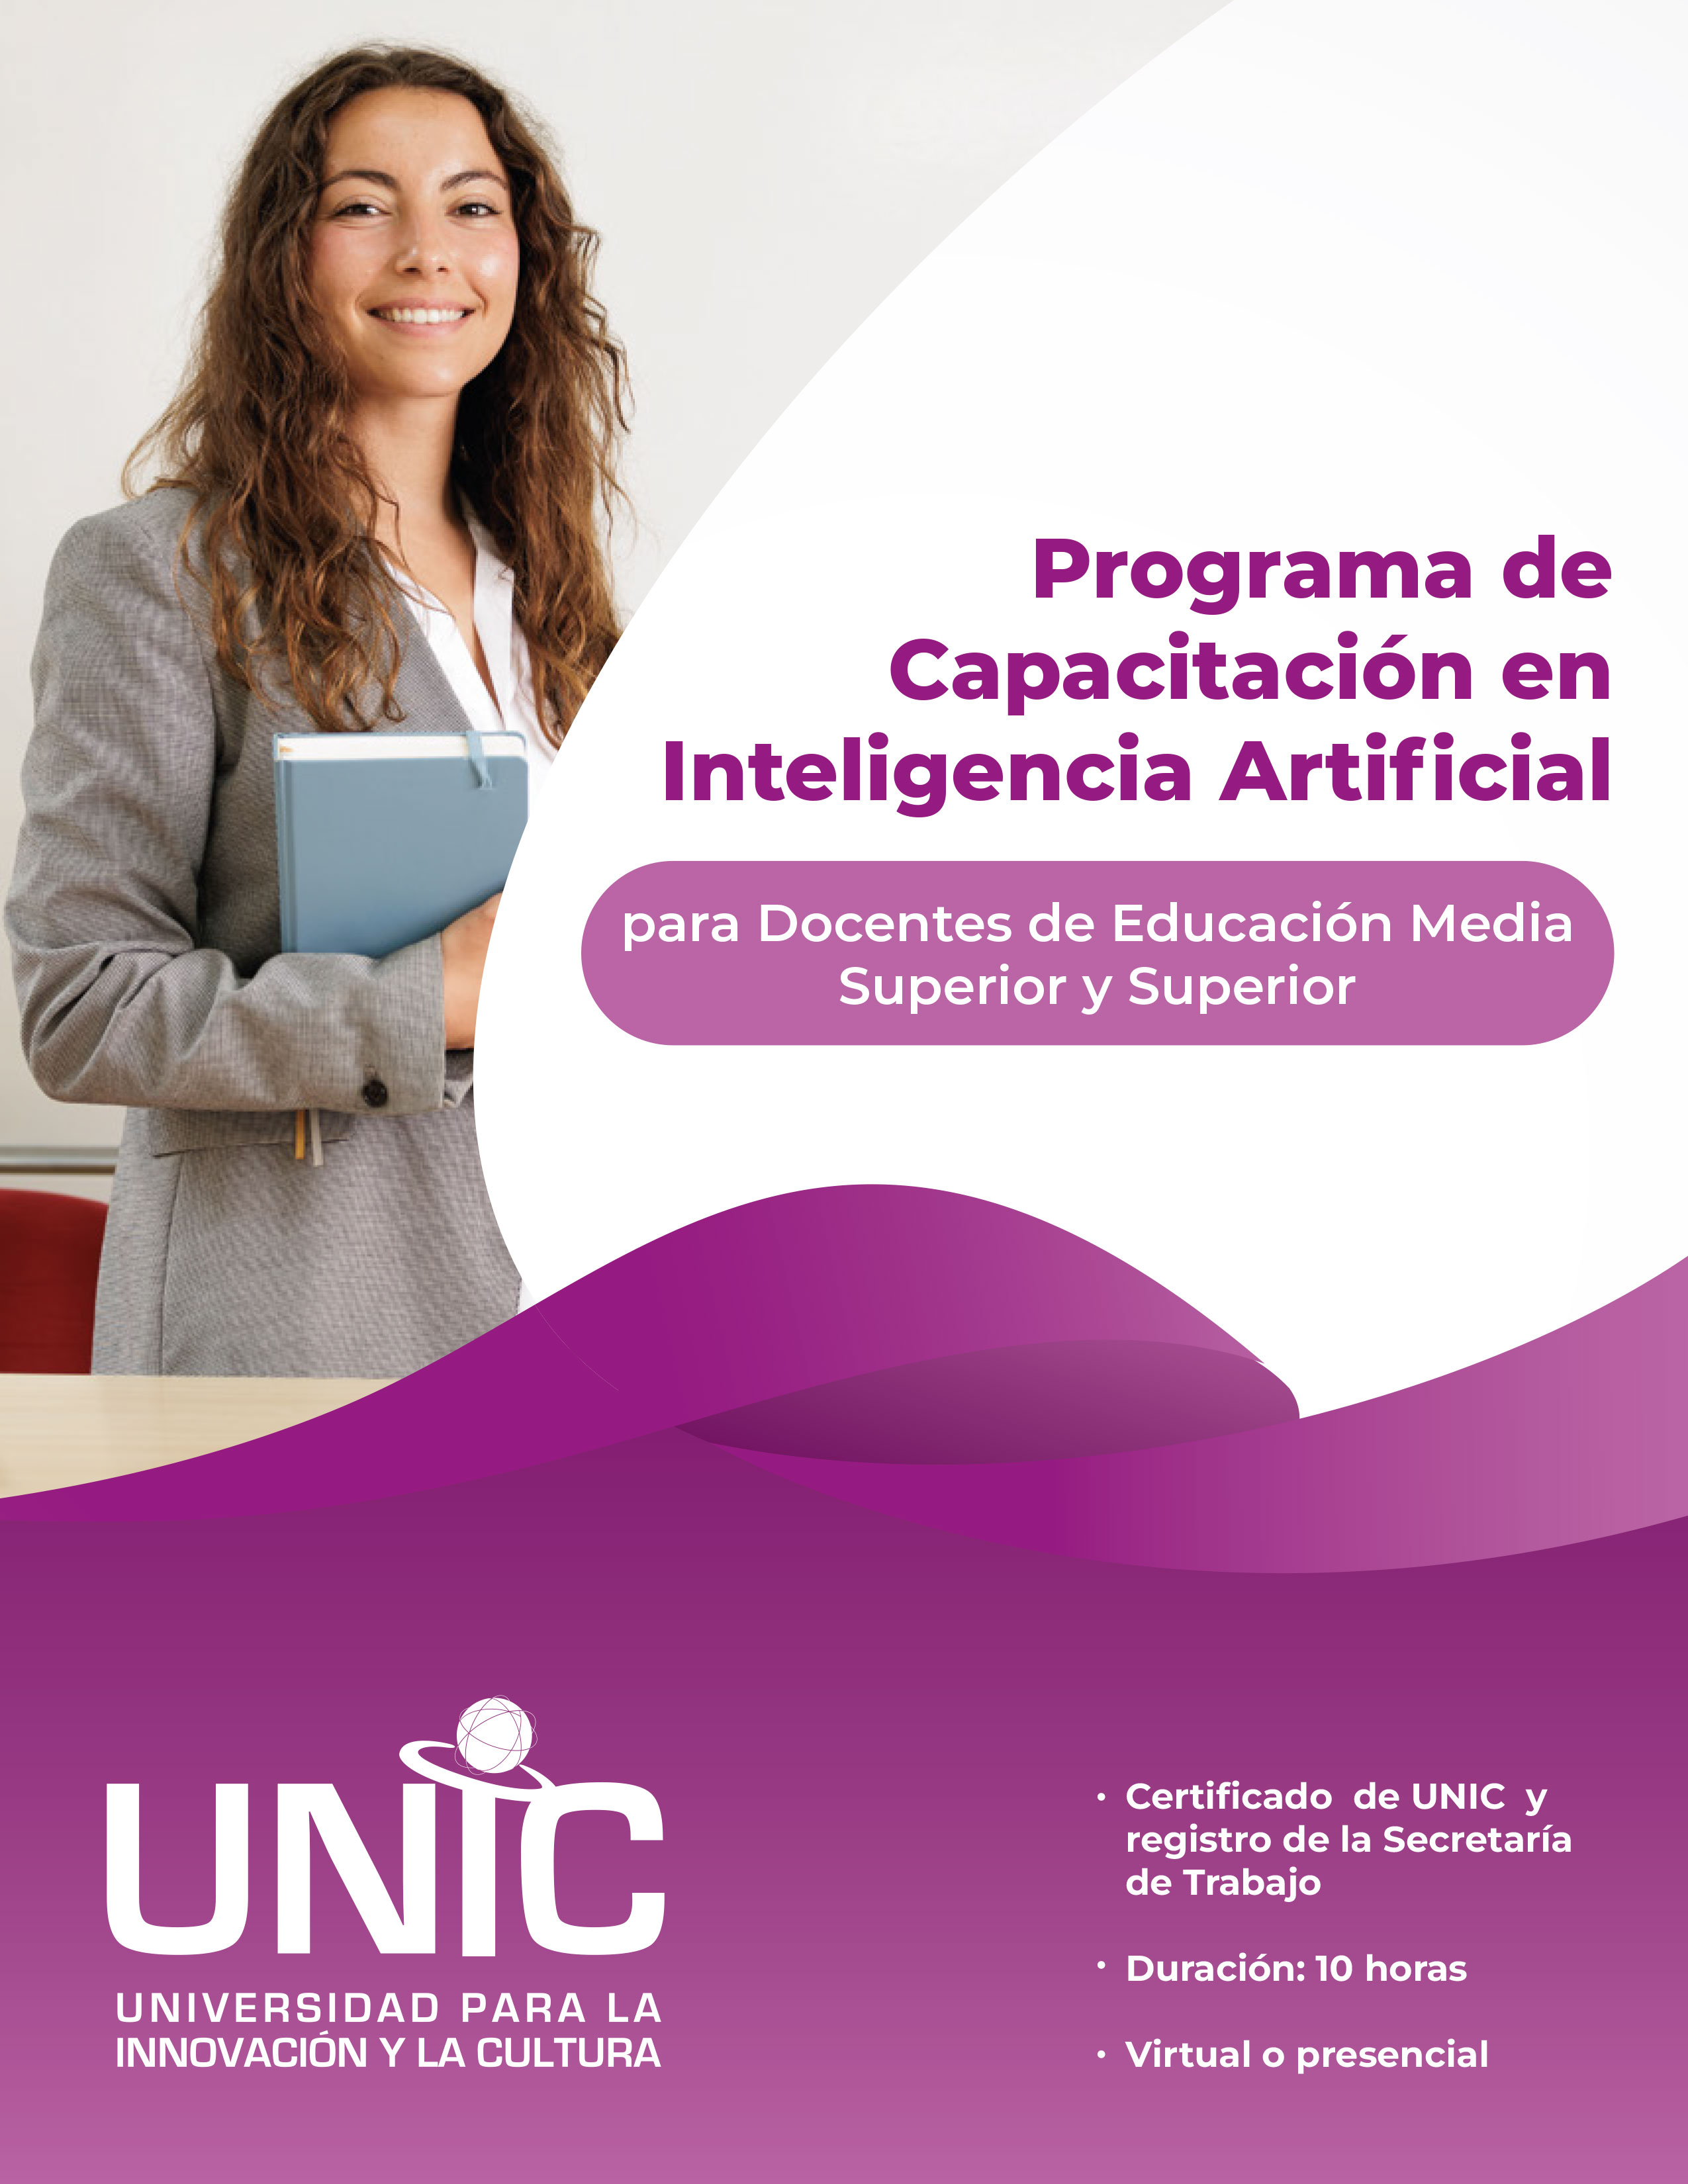 Programa de
Capacitación en
Inteligencia Artificial
para Docentes de Educación Media
Superior y Superior
UNIC
UNIVERSIDAD PARA LA
INNOVACIÓN Y LA CULTURA
• Certificado de UNIC y
registro de la Secretaría
de Trabajo
• Duración: 10 horas
• Virtual o presencial